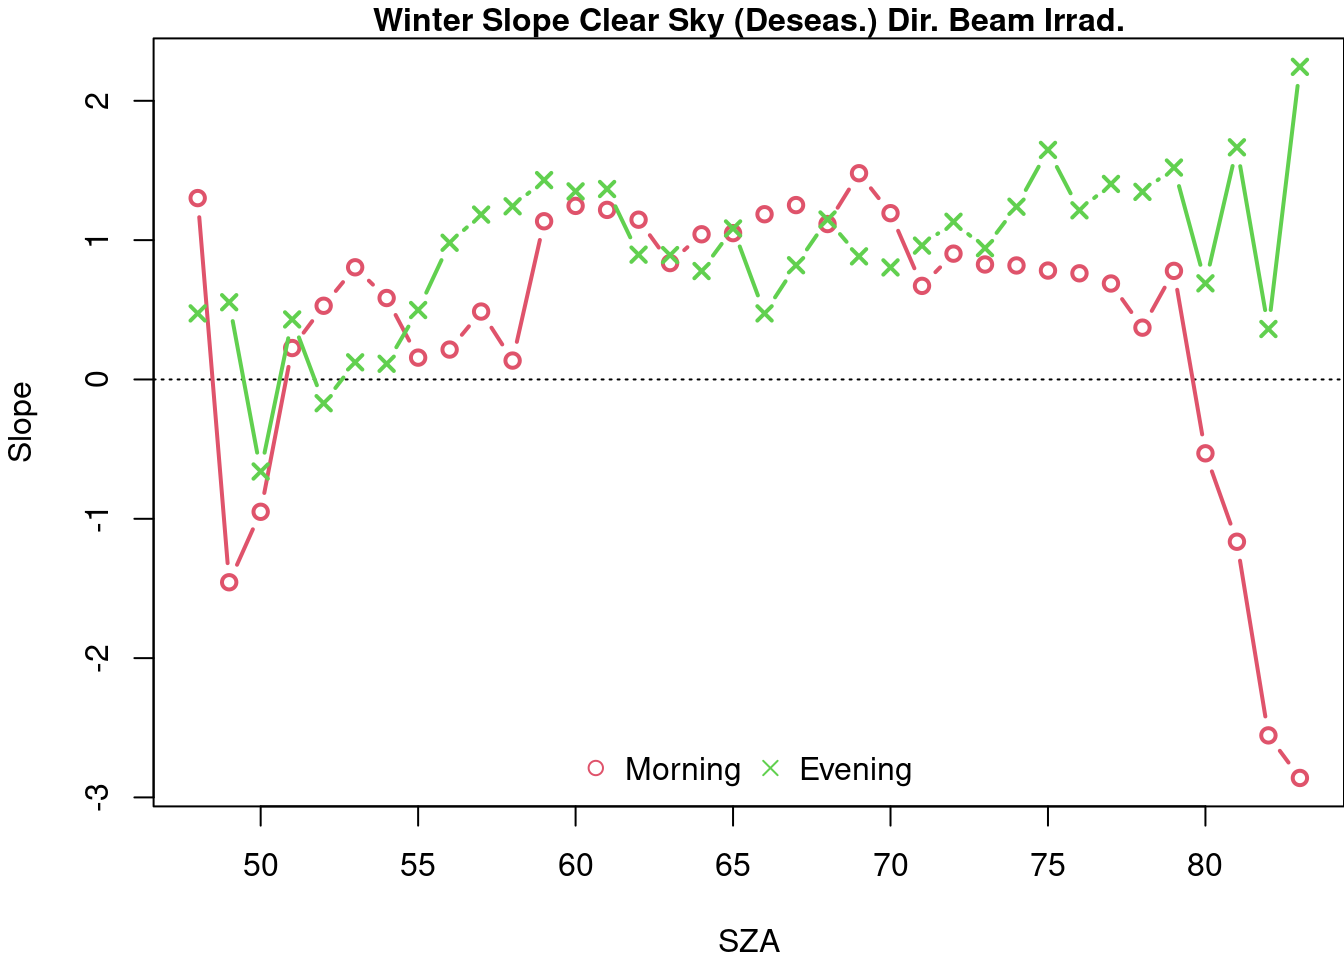 Winter Slope Clear Sky (Deseas.) Dir. Beam Irrad.
Slope
2
1
0
-1
-2
-3
Morning Evening
50 55 60 65 70 75 80
SZA